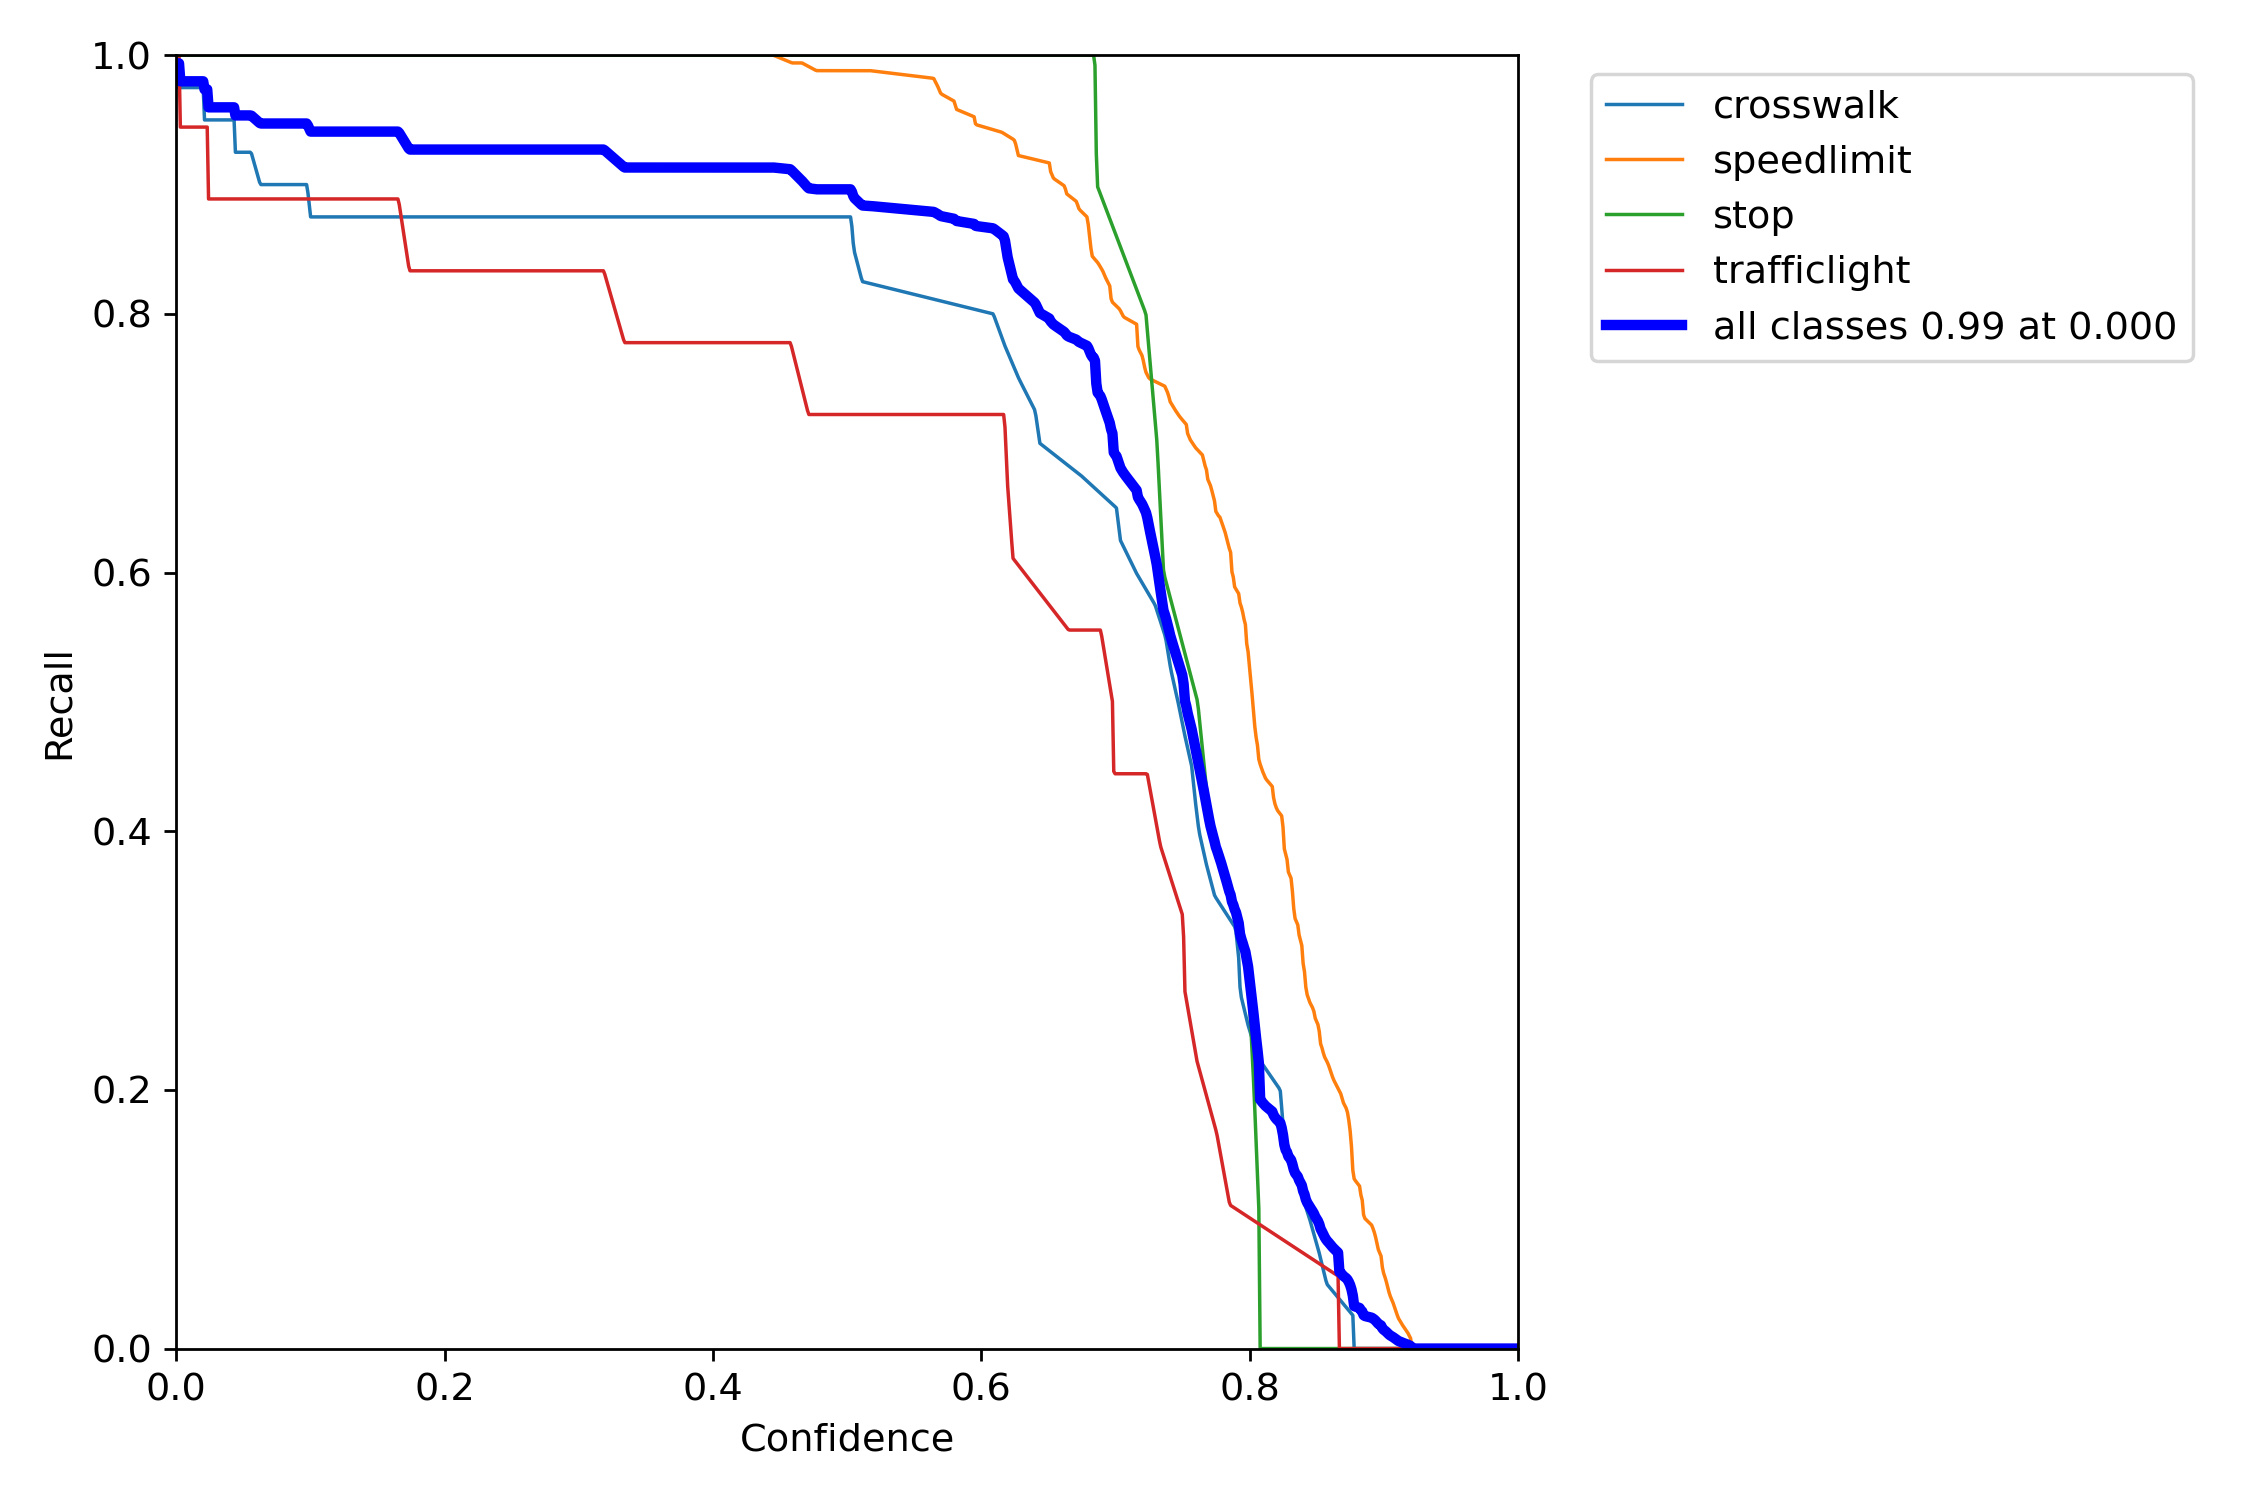 1.0
0.8
0.6
0.4
0.2
0.0
Recall
0.0 0.2 0.4 0.6 0.8 1.0
Confidence
crosswalk
speedlimit
stop
trafficlight
all classes 0.99 at 0.000